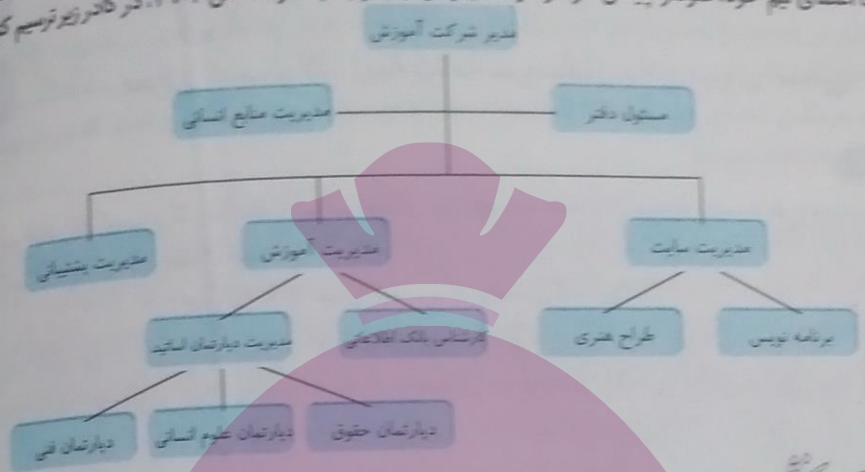 مدیر شرکت آموزش
مسئول دفتر
مدیریت منابع انسانی
مدیریت سایت
مدیریت آموزش
مدیریت پشتیبانی
برنامه نویس
طراح هنری
کارشناس بانک اطلاعاتی
مدیریت دپارتمان اساتید
دپارتمان حقوق
دپارتمان علوم انسانی
دپارتمان فنی